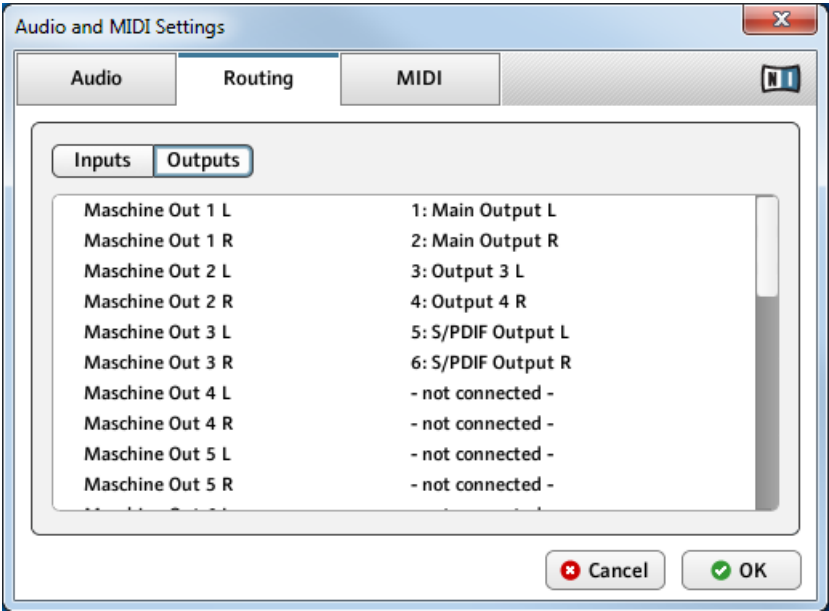 Audio and MIDI Settings
Audio Routing MIDI
Inputs Outputs
Maschine Out 1 L 1: Main Output L
Maschine Out 1 R 2: Main Output R
Maschine Out 2 L 3: Output 3 L
Maschine Out 2 R 4: Output 4 R
Maschine Out 3 L 5: S/PDIF Output L
Maschine Out 3 R 6: S/PDIF Output R
Maschine Out 4 L - not connected -
Maschine Out 4 R - not connected -
Maschine Out 5 L - not connected -
Maschine Out 5 R - not connected -
Cancel OK